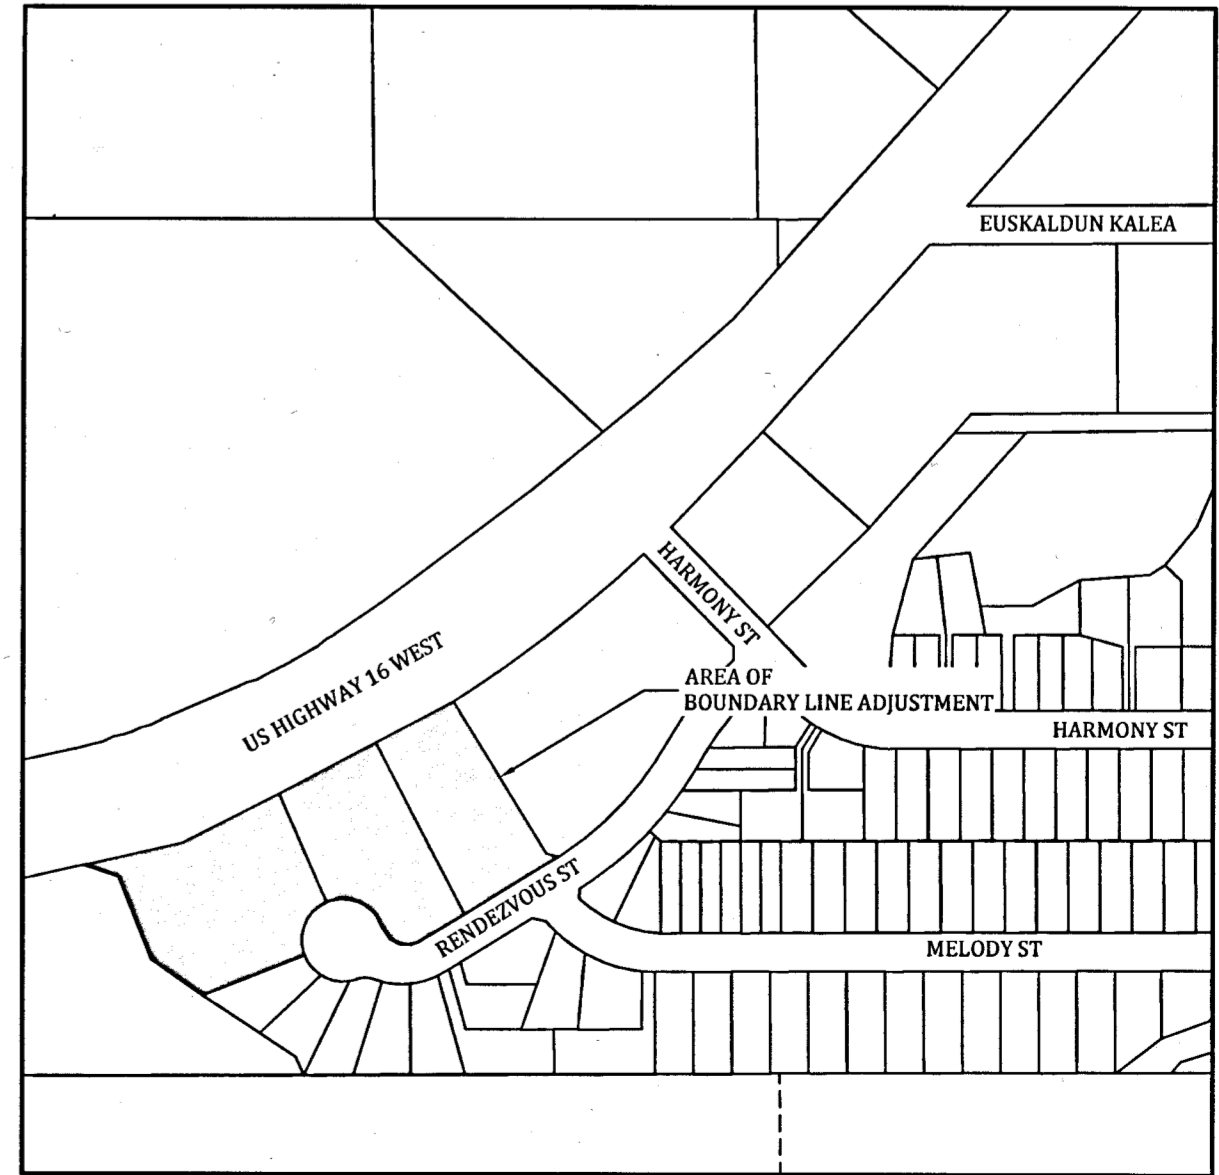 EUSKALDUN KALEA
HARMONY ST
US HIGHWAY 16 WEST
AREA OF
BOUNDARY LINE ADJUSTMENT
HARMONY ST
RENDEZVOUS ST
MELODY ST